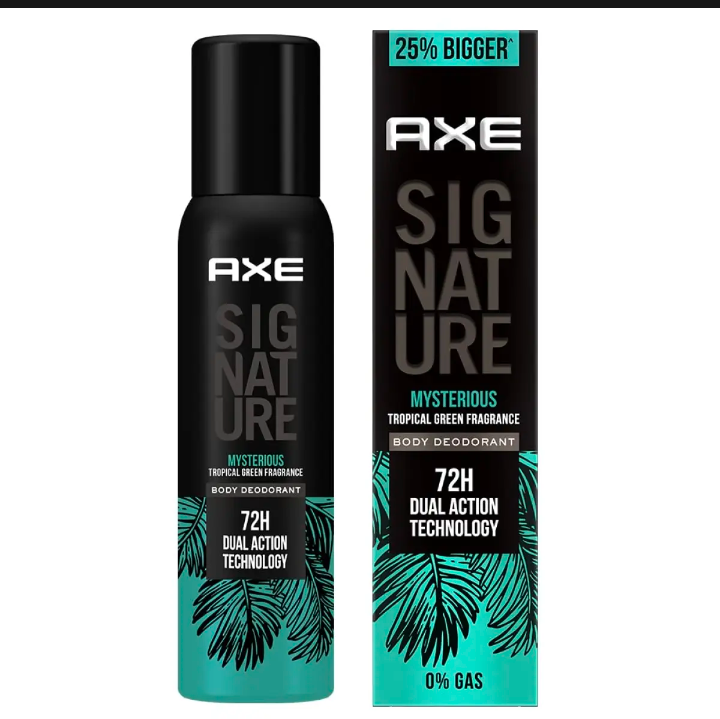 AXE
SIG
NAT
URE
MYSTERIOUS
TROPICAL GREEN FRAGRANCE
BODY DEODORANT
72H
DUAL ACTION
TECHNOLOGY
25% BIGGER^
AXE
SIG
NAT
URE
MYSTERIOUS
TROPICAL GREEN FRAGRANCE
BODY DEODORANT
72H
DUAL ACTION
TECHNOLOGY
0% GAS